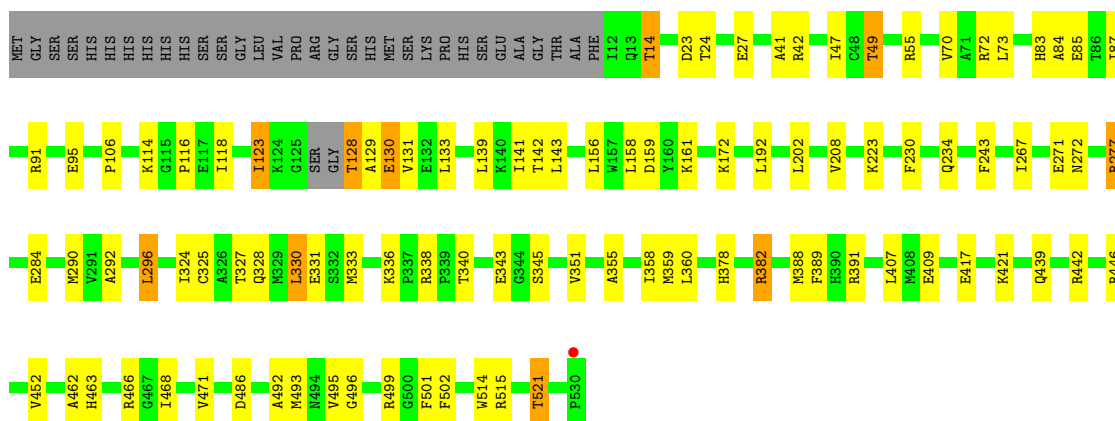 MET GLY SER SER HIS HIS HIS HIS HIS HIS SER SER GLY LEU VAL PRO ARG GLY SER HIS MET SER LYS PRO HIS SER GLU ALA GLY THR ALA PHE I12 Q13 T14 D23 T24 E27 A41 R42 I47 C48 T49 R55 V70 A71 R72 L73 H83 A84 E85 T86
R91 E95 P106 K114 G115 P116 E117 I118 I123 K124 G125 SER GLY T128 A129 E130 V131 E132 L133 L139 K140 I141 T142 L143 L156 W157 L158 D159 Y160 K161 K172 L192 L202 V208 K223 F230 Q234 F243 I267 E271 N272
E284 M290 V291 A292 L296 I324 C325 A326 T327 Q328 M329 L330 E331 S332 M333 K336 P337 R338 P339 T340 E343 G344 S345 V351 A355 I358 M359 L360 H378 R382 M388 F389 H390 R391 L407 M408 E409 E417 K421 Q439 R442
V452 A462 H463 R466 G467 I468 V471 D486 A492 M493 N494 V495 G496 R499 G500 F501 F502 W514 R515 T521 P530